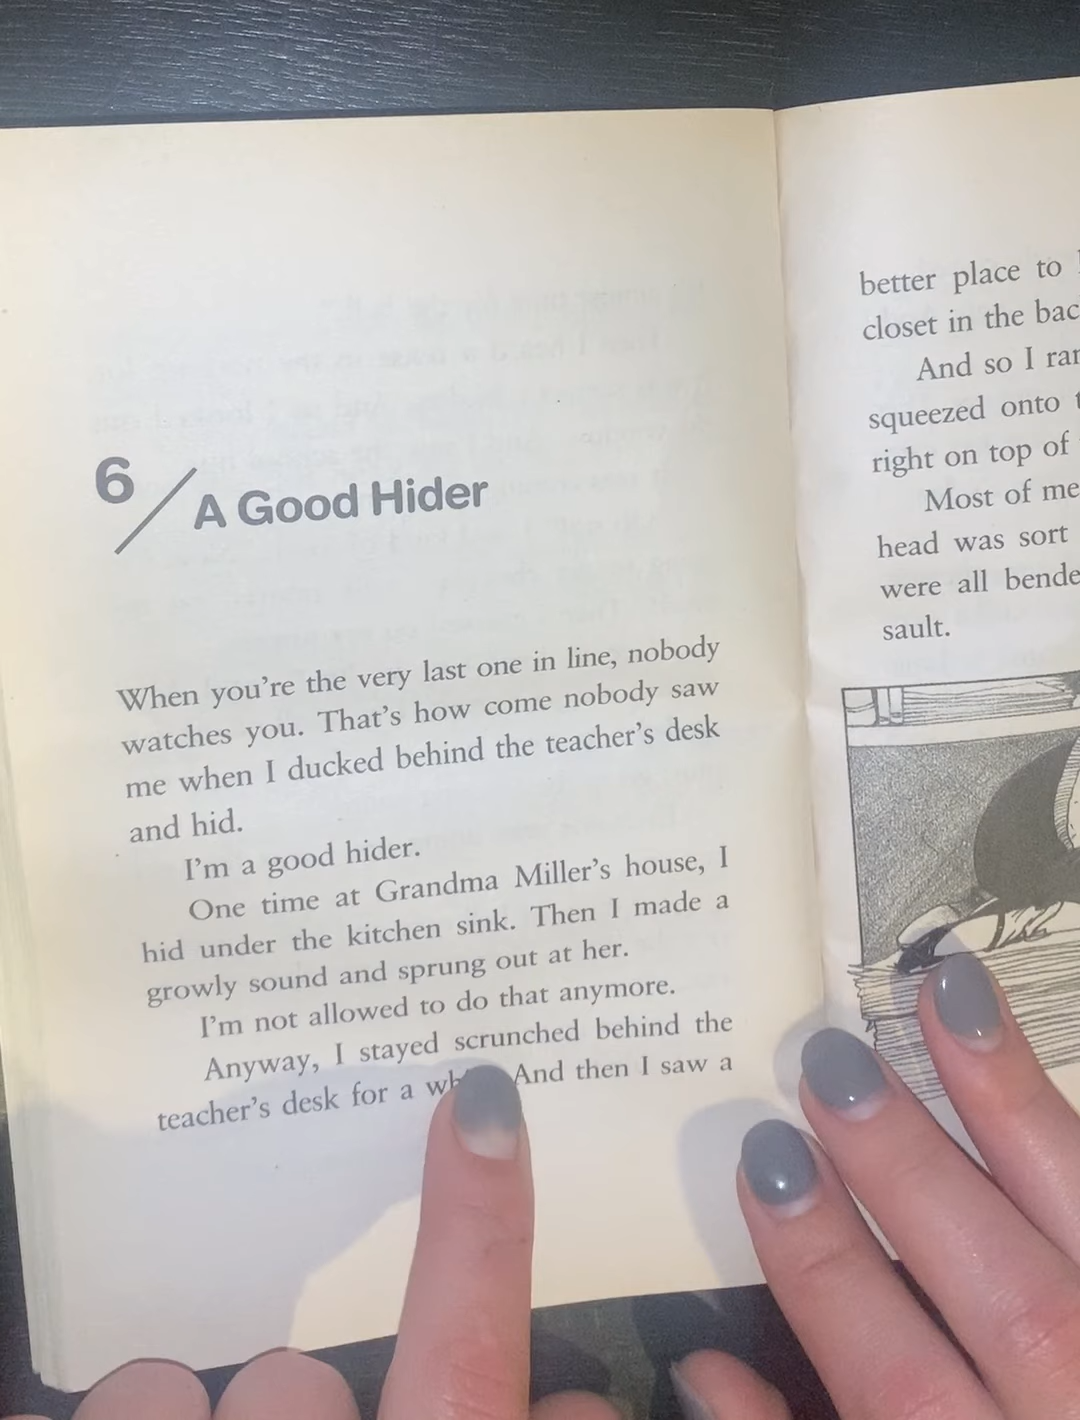 6 / A Good Hider
When you're the very last one in line, nobody
watches you. That's how come nobody saw
me when I ducked behind the teacher's desk
and hid.
I'm a good hider.
One time at Grandma Miller's house, I
hid under the kitchen sink. Then I made a
growly sound and sprung out at her.
I'm not allowed to do that anymore.
Anyway, I stayed scrunched behind the
teacher's desk for a And then I saw a
better place to
closet in the
And so I
squeezed onto
right on top of
Most of me
head was sort
were all
sault.